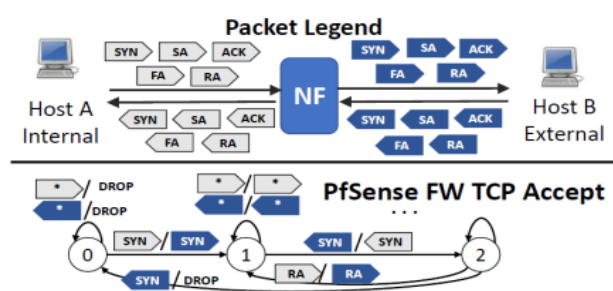 Packet Legend
SYN SA ACK SYN SA ACK
FA RA FA RA
Host A
Internal
NF
Host B
External
SYN SA ACK SYN SA ACK
FA RA FA RA
* / DROP * / * PfSense FW TCP Accept
* / DROP * / * ...
0 SYN / SYN 1 SYN / SYN 2
RA / RA
SYN / DROP